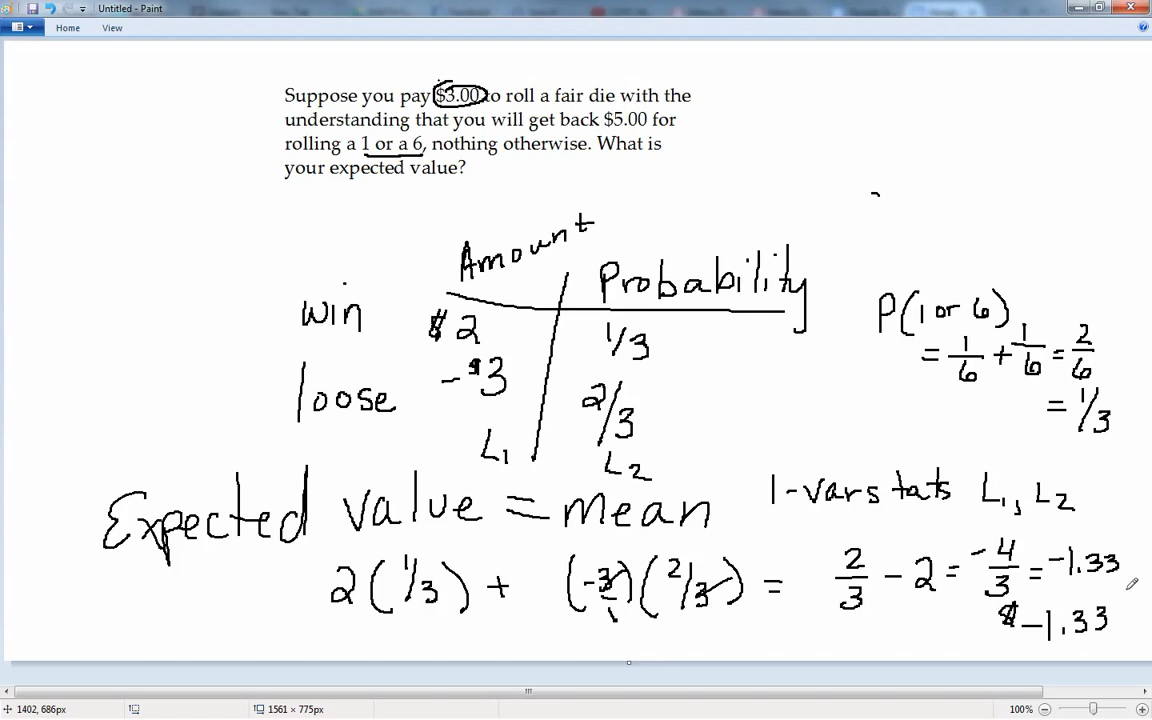 Untitled - Paint
Home View
Suppose you pay $3.00 to roll a fair die with the
understanding that you will get back $5.00 for
rolling a 1 or a 6, nothing otherwise. What is
your expected value?
Amount
Probability
win $2 1/3
loose -$3 2/3
L1 L2
P(1 or 6)
= 1/6 + 1/6 = 2/6
= 1/3
Expected value = mean
1-vars tats L1, L2
2(1/3) + (-3)(2/3) = 2/3 - 2 = -4/3 = -1.33
1
$-1.33
1402, 686px 1561 × 775px 100%